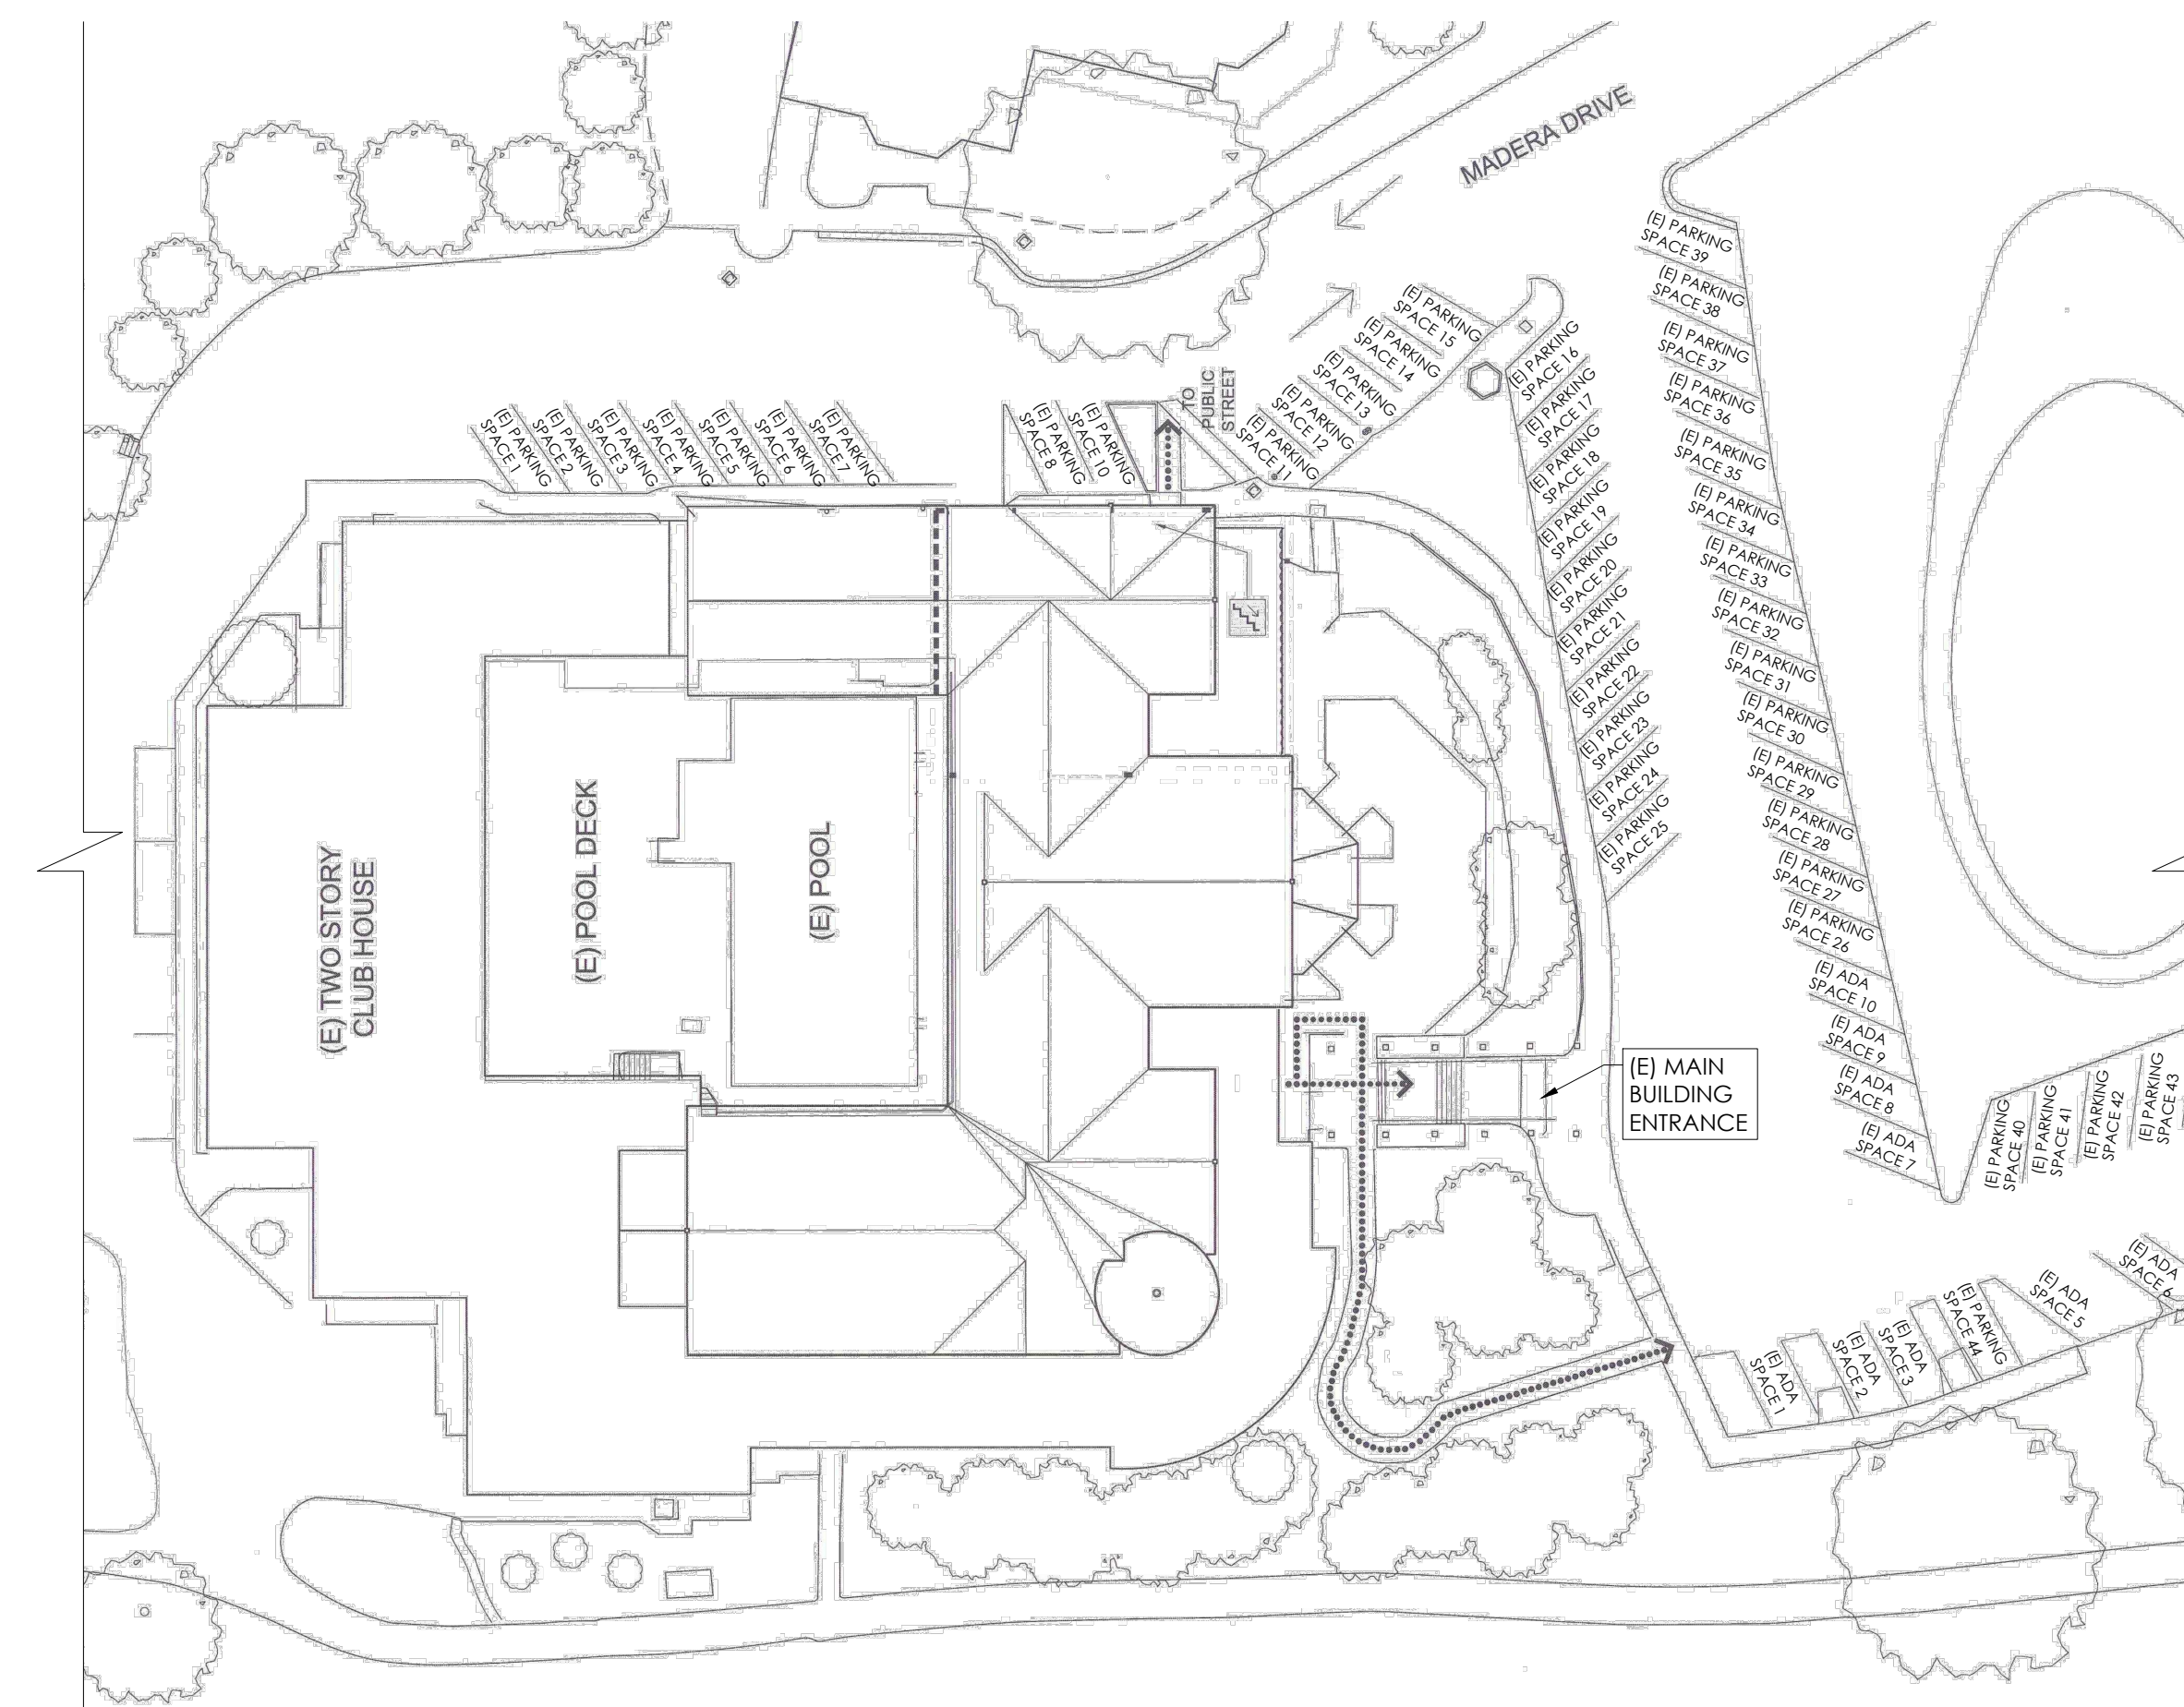 MADERA DRIVE
(E) PARKING
SPACE 39
(E) PARKING
SPACE 38
(E) PARKING
SPACE 37
(E) PARKING
SPACE 36
(E) PARKING
SPACE 35
(E) PARKING
SPACE 34
(E) PARKING
SPACE 33
(E) PARKING
SPACE 32
(E) PARKING
SPACE 31
(E) PARKING
SPACE 30
(E) PARKING
SPACE 29
(E) PARKING
SPACE 28
(E) PARKING
SPACE 27
(E) PARKING
SPACE 26
(E) ADA
SPACE 10
(E) ADA
SPACE 9
(E) ADA
SPACE 8
(E) ADA
SPACE 7
(E) PARKING
SPACE 15
(E) PARKING
SPACE 14
(E) PARKING
SPACE 13
(E) PARKING
SPACE 12
(E) PARKING
SPACE 11
TO
PUBLIC
STREET
(E) PARKING
SPACE 1
(E) PARKING
SPACE 2
(E) PARKING
SPACE 3
(E) PARKING
SPACE 4
(E) PARKING
SPACE 5
(E) PARKING
SPACE 6
(E) PARKING
SPACE 7
(E) PARKING
SPACE 8
(E) PARKING
SPACE 10
(E) PARKING
SPACE 16
(E) PARKING
SPACE 17
(E) PARKING
SPACE 18
(E) PARKING
SPACE 19
(E) PARKING
SPACE 20
(E) PARKING
SPACE 21
(E) PARKING
SPACE 22
(E) PARKING
SPACE 23
(E) PARKING
SPACE 24
(E) PARKING
SPACE 25
(E) TWO STORY
CLUB HOUSE
(E) POOL DECK
(E) POOL
(E) MAIN
BUILDING
ENTRANCE
(E) PARKING
SPACE 40
(E) PARKING
SPACE 41
(E) PARKING
SPACE 42
(E) PARKING
SPACE 43
(E) ADA
SPACE 6
(E) ADA
SPACE 5
(E) PARKING
SPACE 44
(E) ADA
SPACE 3
(E) ADA
SPACE 2
(E) ADA
SPACE 1